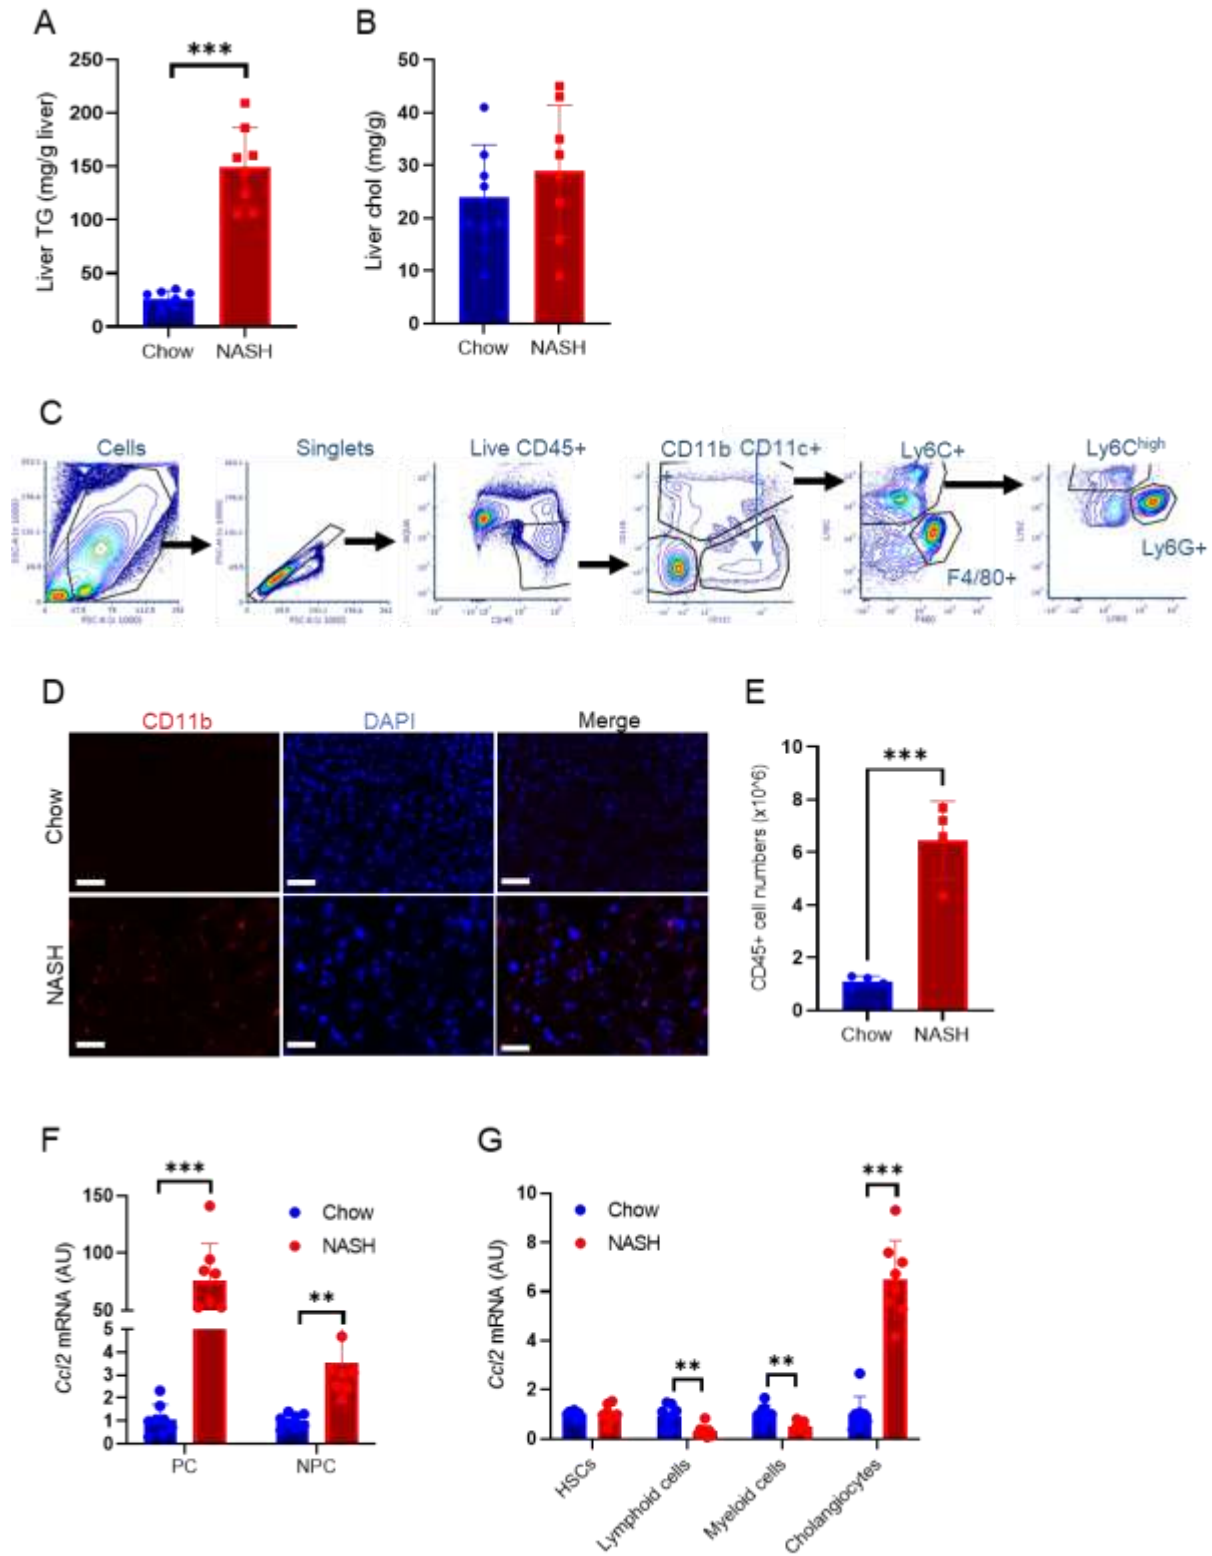 A
B
***
250
200
150
100
50
0
Liver TG (mg/g liver)
Chow
NASH
50
40
30
20
10
0
Liver chol (mg/g)
Chow
NASH
C
Cells
Singlets
Live CD45+
CD11b
CD11c+
Ly6C+
Ly6Chigh
F4/80+
Ly6G+
CD45
D
CD11b
DAPI
Merge
Chow
NASH
E
***
10
8
6
4
2
0
CD45+ cell numbers (x10^6)
Chow
NASH
F
***
**
150
100
50
5
4
3
2
1
0
Ccl2 mRNA (AU)
Chow
NASH
PC
NPC
G
***
**
**
10
8
6
4
2
0
Ccl2 mRNA (AU)
Chow
NASH
HSCs
Lymphoid cells
Myeloid cells
Cholangiocytes